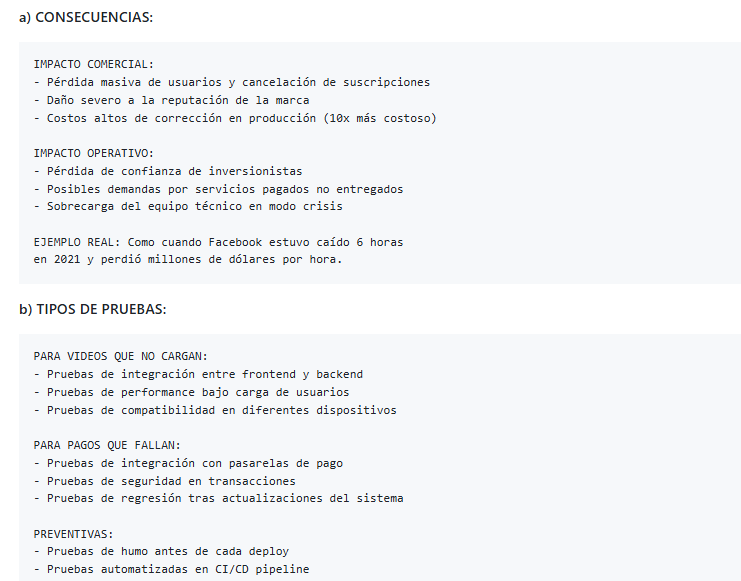 a) CONSECUENCIAS:
IMPACTO COMERCIAL:
- Pérdida masiva de usuarios y cancelación de suscripciones
- Daño severo a la reputación de la marca
- Costos altos de corrección en producción (10x más costoso)
IMPACTO OPERATIVO:
- Pérdida de confianza de inversionistas
- Posibles demandas por servicios pagados no entregados
- Sobrecarga del equipo técnico en modo crisis
EJEMPLO REAL: Como cuando Facebook estuvo caído 6 horas
en 2021 y perdió millones de dólares por hora.
b) TIPOS DE PRUEBAS:
PARA VIDEOS QUE NO CARGAN:
- Pruebas de integración entre frontend y backend
- Pruebas de performance bajo carga de usuarios
- Pruebas de compatibilidad en diferentes dispositivos
PARA PAGOS QUE FALLAN:
- Pruebas de integración con pasarelas de pago
- Pruebas de seguridad en transacciones
- Pruebas de regresión tras actualizaciones del sistema
PREVENTIVAS:
- Pruebas de humo antes de cada deploy
- Pruebas automatizadas en CI/CD pipeline